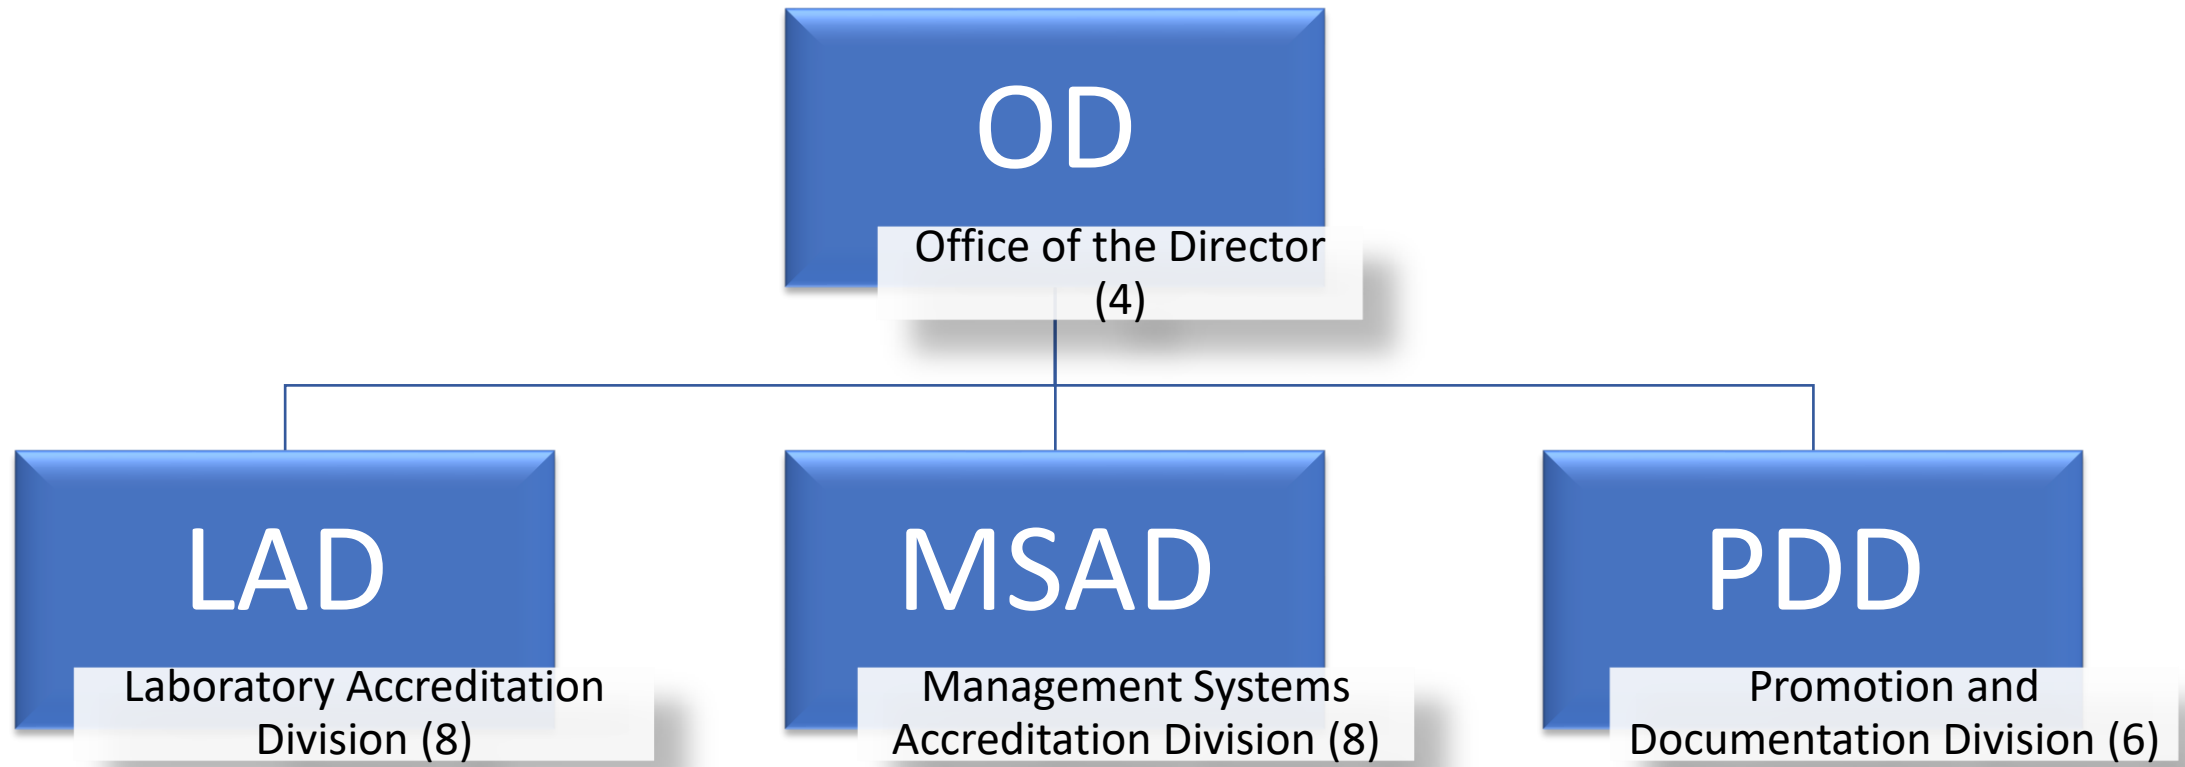 OD
Office of the Director
(4)
LAD
Laboratory Accreditation
Division (8)
MSAD
Management Systems
Accreditation Division (8)
PDD
Promotion and
Documentation Division (6)